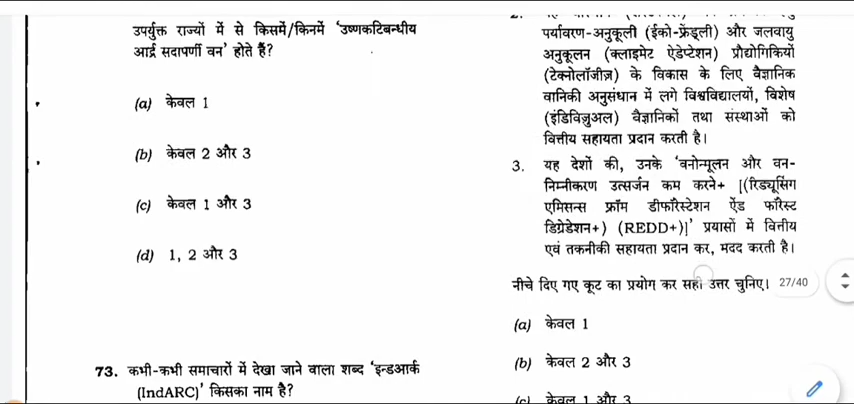 उपर्युक्त राज्यों में से किसमें/किनमें 'उष्णकटिबन्धीय
आर्द्र सदापर्णी वन' होते हैं?
(a) केवल 1
(b) केवल 2 और 3
(c) केवल 1 और 3
(d) 1, 2 और 3
73. कभी-कभी समाचारों में देखा जाने वाला शब्द 'इन्डआर्क
(IndARC)' किसका नाम है?
पर्यावरण-अनुकूली (ईको-फ्रेंड्ली) और जलवायु
अनुकूलन (क्लाइमेट ऐडेप्टेशन) प्रौद्योगिकियों
(टेक्नोलॉजीज़) के विकास के लिए वैज्ञानिक
वानिकी अनुसंधान में लगे विश्वविद्यालयों, विशेष
(इंडिविज़ुअल) वैज्ञानिकों तथा संस्थाओं को
वित्तीय सहायता प्रदान करती है।
3. यह देशों की, उनके 'वनोन्मूलन और वन-
निम्नीकरण उत्सर्जन कम करने+ [(रिड्यूसिंग
एमिसन्स फ्रॉम डीफॉरेस्टेशन ऐंड फॉरेस्ट
डिग्रेडेशन+) (REDD+)]' प्रयासों में वित्तीय
एवं तकनीकी सहायता प्रदान कर, मदद करती है।
नीचे दिए गए कूट का प्रयोग कर सही उत्तर चुनिए। 27/40
(a) केवल 1
(b) केवल 2 और 3
(c) केवल 1 और 3